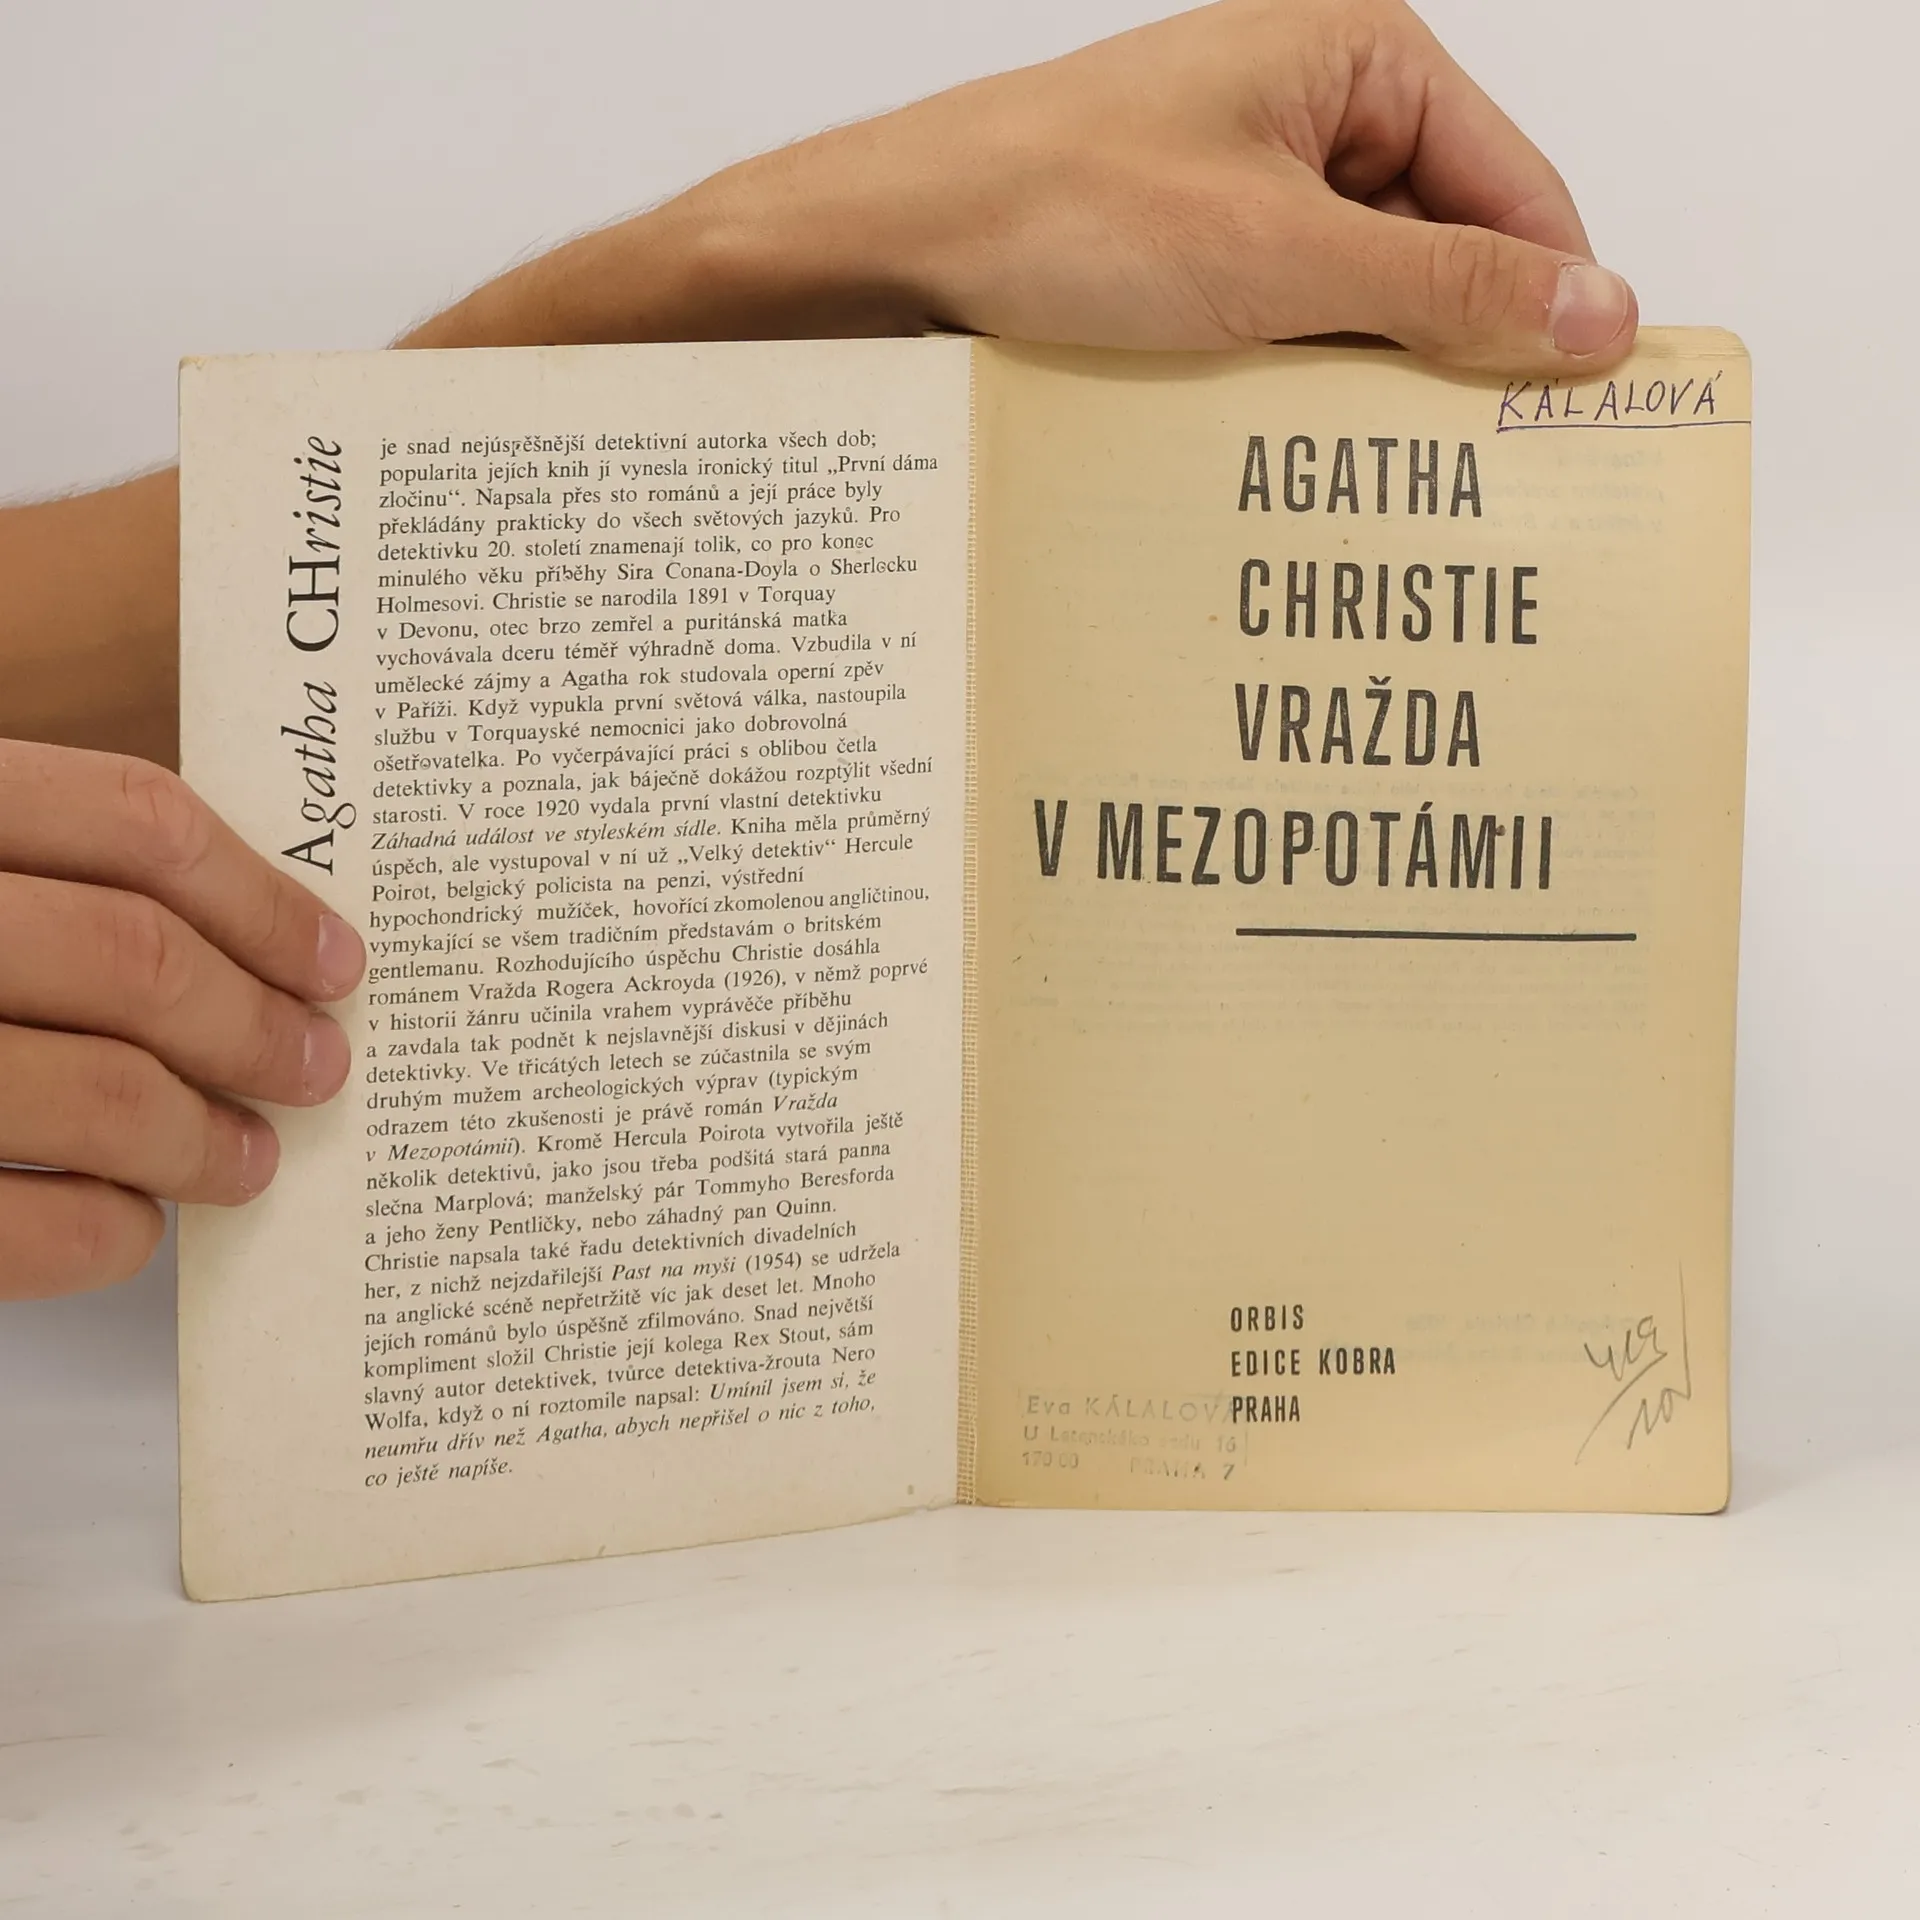 Agatha CHristie
je snad nejúspěšnější detektivní autorka všech dob;
popularita jejích knih jí vynesla ironický titul „První dáma
zločinu“. Napsala přes sto románů a její práce byly
překládány prakticky do všech světových jazyků. Pro
detektivku 20. století znamenají tolik, co pro konec
minulého věku příběhy Sira Conana-Doyla o Sherlocku
Holmesovi. Christie se narodila 1891 v Torquay
v Devonu, otec brzo zemřel a puritánská matka
vychovávala dceru téměř výhradně doma. Vzbudila v ní
umělecké zájmy a Agatha rok studovala operní zpěv
v Paříži. Když vypukla první světová válka, nastoupila
službu v Torquayské nemocnici jako dobrovolná
ošetřovatelka. Po vyčerpávající práci s oblibou četla
detektivky a poznala, jak báječně dokážou rozptýlit všední
starosti. V roce 1920 vydala první vlastní detektivku
Záhadná událost ve styleském sídle. Kniha měla průměrný
úspěch, ale vystupoval v ní už „Velký detektiv“ Hercule
Poirot, belgický policista na penzi, výstřední
hypochondrický mužíček, hovořící zkomolenou angličtinou,
vymykající se všem tradičním představám o britském
gentlemanu. Rozhodujícího úspěchu Christie dosáhla
románem Vražda Rogera Ackroyda (1926), v němž poprvé
v historii žánru učinila vrahem vyprávěče příběhu
a zavdala tak podnět k nejslavnější diskusi v dějinách
detektivky. Ve třicátých letech se zúčastnila se svým
druhým mužem archeologických výprav (typickým
odrazem této zkušenosti je právě román Vražda
v Mezopotámii). Kromě Hercula Poirota vytvořila ještě
několik detektivů, jako jsou třeba podšitá stará panna
slečna Marplová; manželský pár Tommyho Beresforda
a jeho ženy Pentličky, nebo záhadný pan Quinn.
Christie napsala také řadu detektivních divadelních
her, z nichž nejzdařilejší Past na myši (1954) se udržela
na anglické scéně nepřetržitě víc jak deset let. Mnoho
jejích románů bylo úspěšně zfilmováno. Snad největší
kompliment složil Christie její kolega Rex Stout, sám
slavný autor detektivek, tvůrce detektiva-žrouta Nero
Wolfa, když o ní roztomile napsal: Umínil jsem si, že
neumřu dřív než Agatha, abych nepřišel o nic z toho,
co ještě napíše.
KÁLALOVÁ
AGATHA
CHRISTIE
VRAŽDA
V MEZOPOTÁMII
ORBIS
EDICE KOBRA
PRAHA
Eva KÁLALOVÁ
U Letenského sadu 16
170 00 PRAHA 7